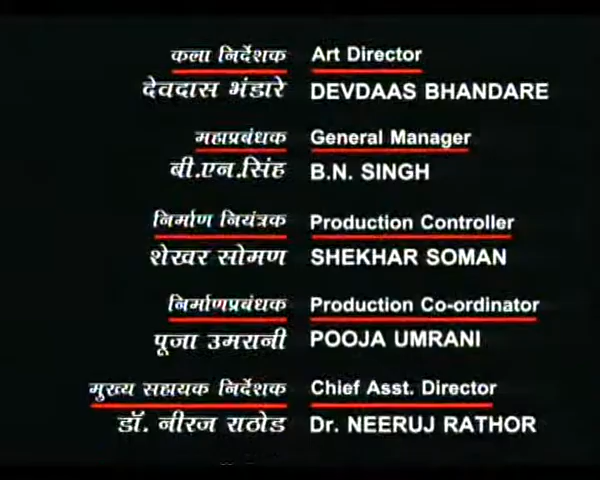 कला निर्देशक Art Director
देवदास भंडारे DEVDAAS BHANDARE
महाप्रबंधक General Manager
बी.एन.सिंह B.N. SINGH
निर्माण नियंत्रक Production Controller
शेखर सोमण SHEKHAR SOMAN
निर्माणप्रबंधक Production Co-ordinator
पूजा उमरानी POOJA UMRANI
मुख्य सहायक निर्देशक Chief Asst. Director
डॉ. नीरज राठोड Dr. NEERUJ RATHOR